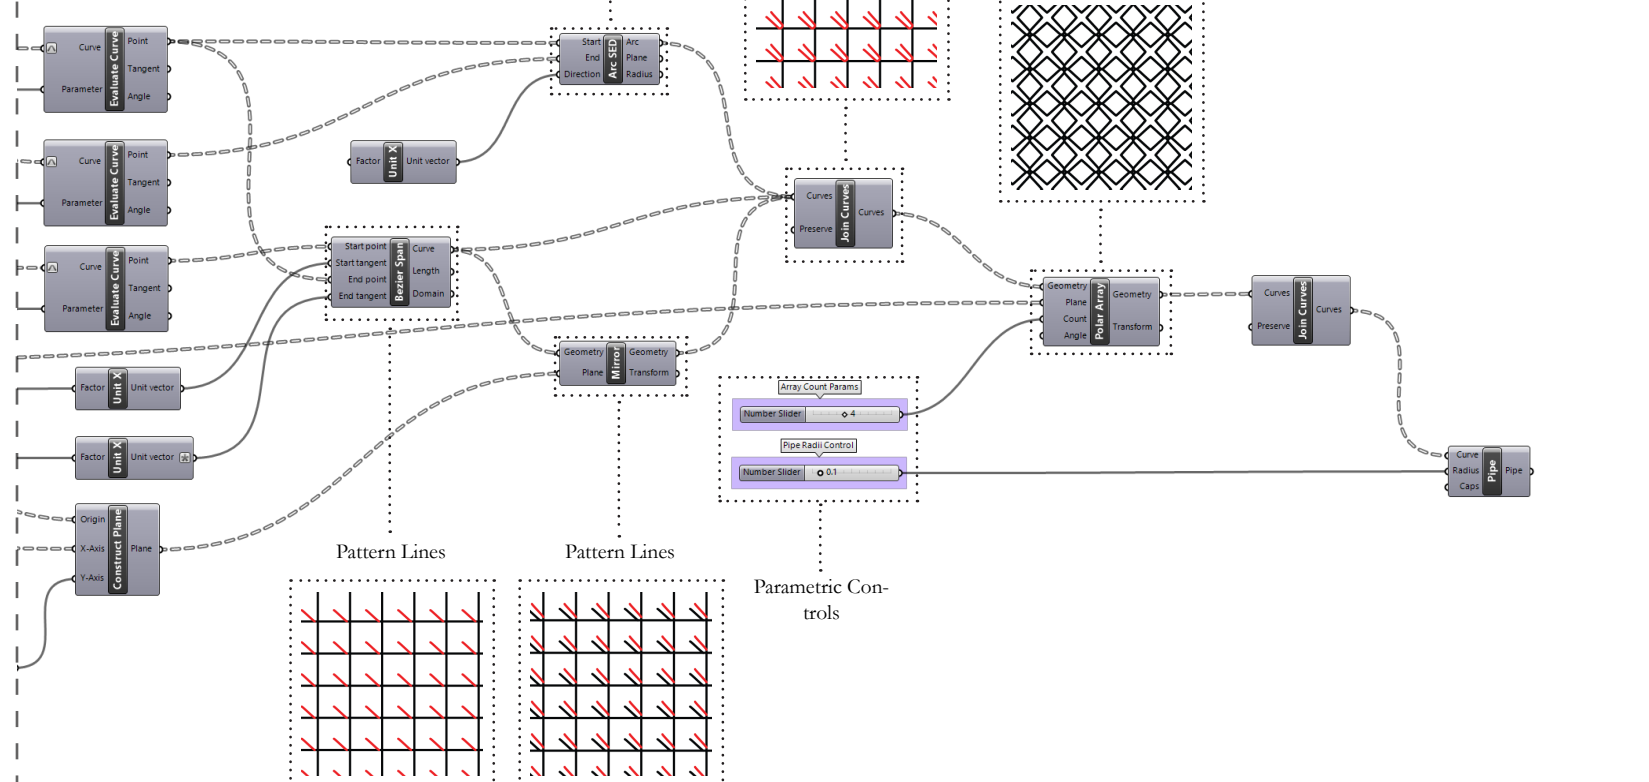 Curve
Parameter
Evaluate Curve
Point
Tangent
Angle
Start
End
Direction
Arc SED
Arc
Plane
Radius
Curve
Parameter
Evaluate Curve
Point
Tangent
Angle
Factor
Unit X
Unit vector
Curves
Preserve
Join Curves
Curves
Curve
Parameter
Evaluate Curve
Point
Tangent
Angle
Start point
Start tangent
End point
End tangent
Bezier Span
Curve
Length
Domain
Geometry
Plane
Count
Angle
Polar Array
Geometry
Transform
Curves
Preserve
Join Curves
Curves
Geometry
Plane
Mirror
Geometry
Transform
Factor
Unit X
Unit vector
Array Count Params
Number Slider
4
Pipe Radii Control
Number Slider
0.1
Factor
Unit X
Unit vector
Curve
Radius
Caps
Pipe
Pipe
Origin
X-Axis
Y-Axis
Construct Plane
Plane
Pattern Lines
Pattern Lines
Parametric Con-
trols